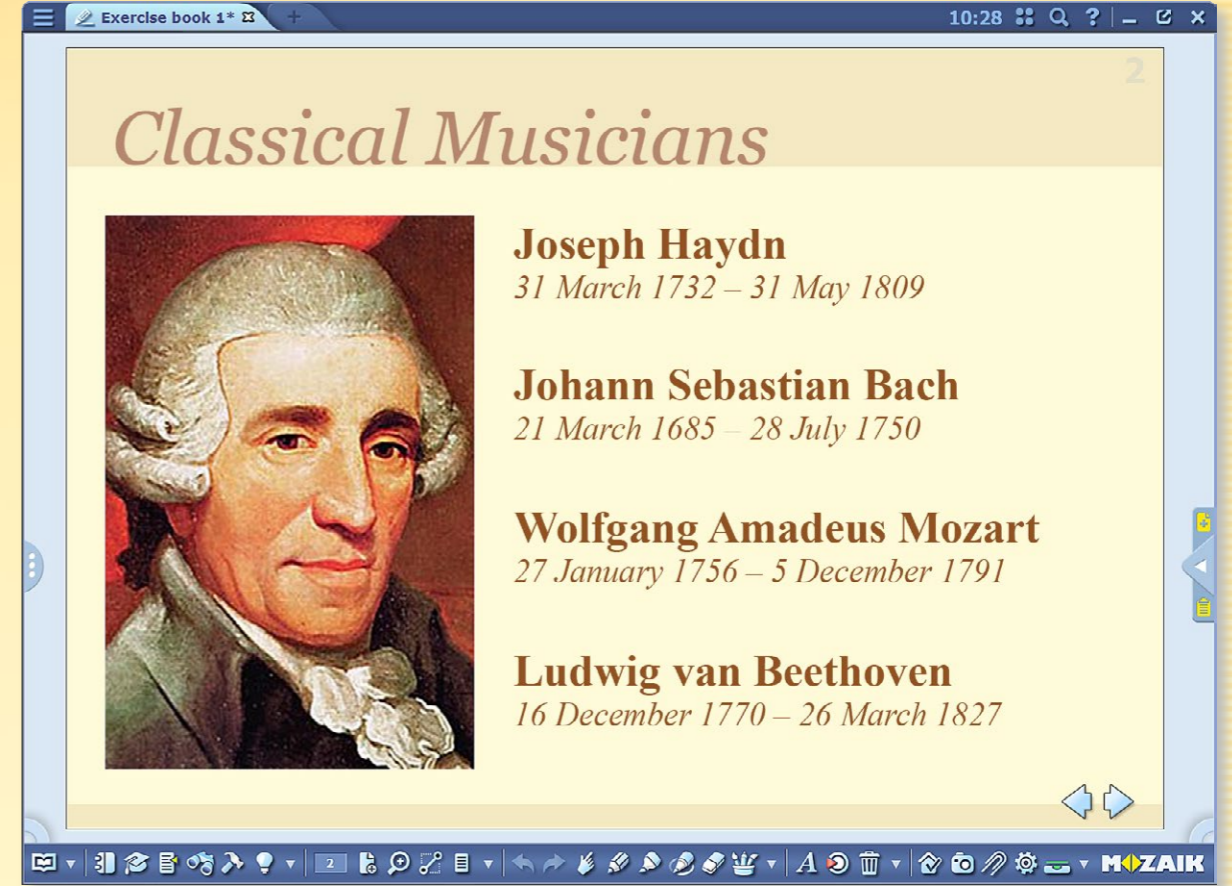 Exercise book 1*
10:28
2
Classical Musicians
Joseph Haydn
31 March 1732 – 31 May 1809
Johann Sebastian Bach
21 March 1685 – 28 July 1750
Wolfgang Amadeus Mozart
27 January 1756 – 5 December 1791
Ludwig van Beethoven
16 December 1770 – 26 March 1827
2
MOZAIK